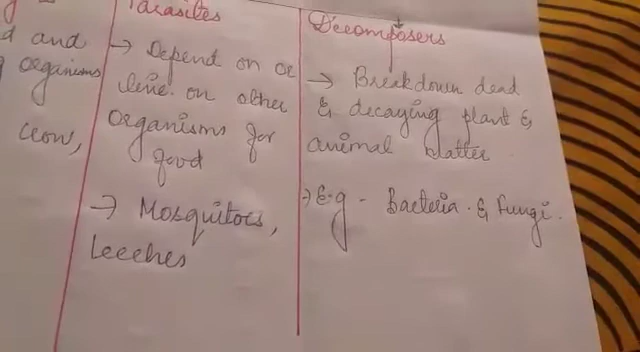 Parasites
Decomposers
and
organisms
crow,
→ Depend on or
live on other
organisms for
food
→ Mosquitoes,
Leeches
→ Breakdown dead
& decaying plant &
animal matter
→ E.g - Bacteria & Fungi.